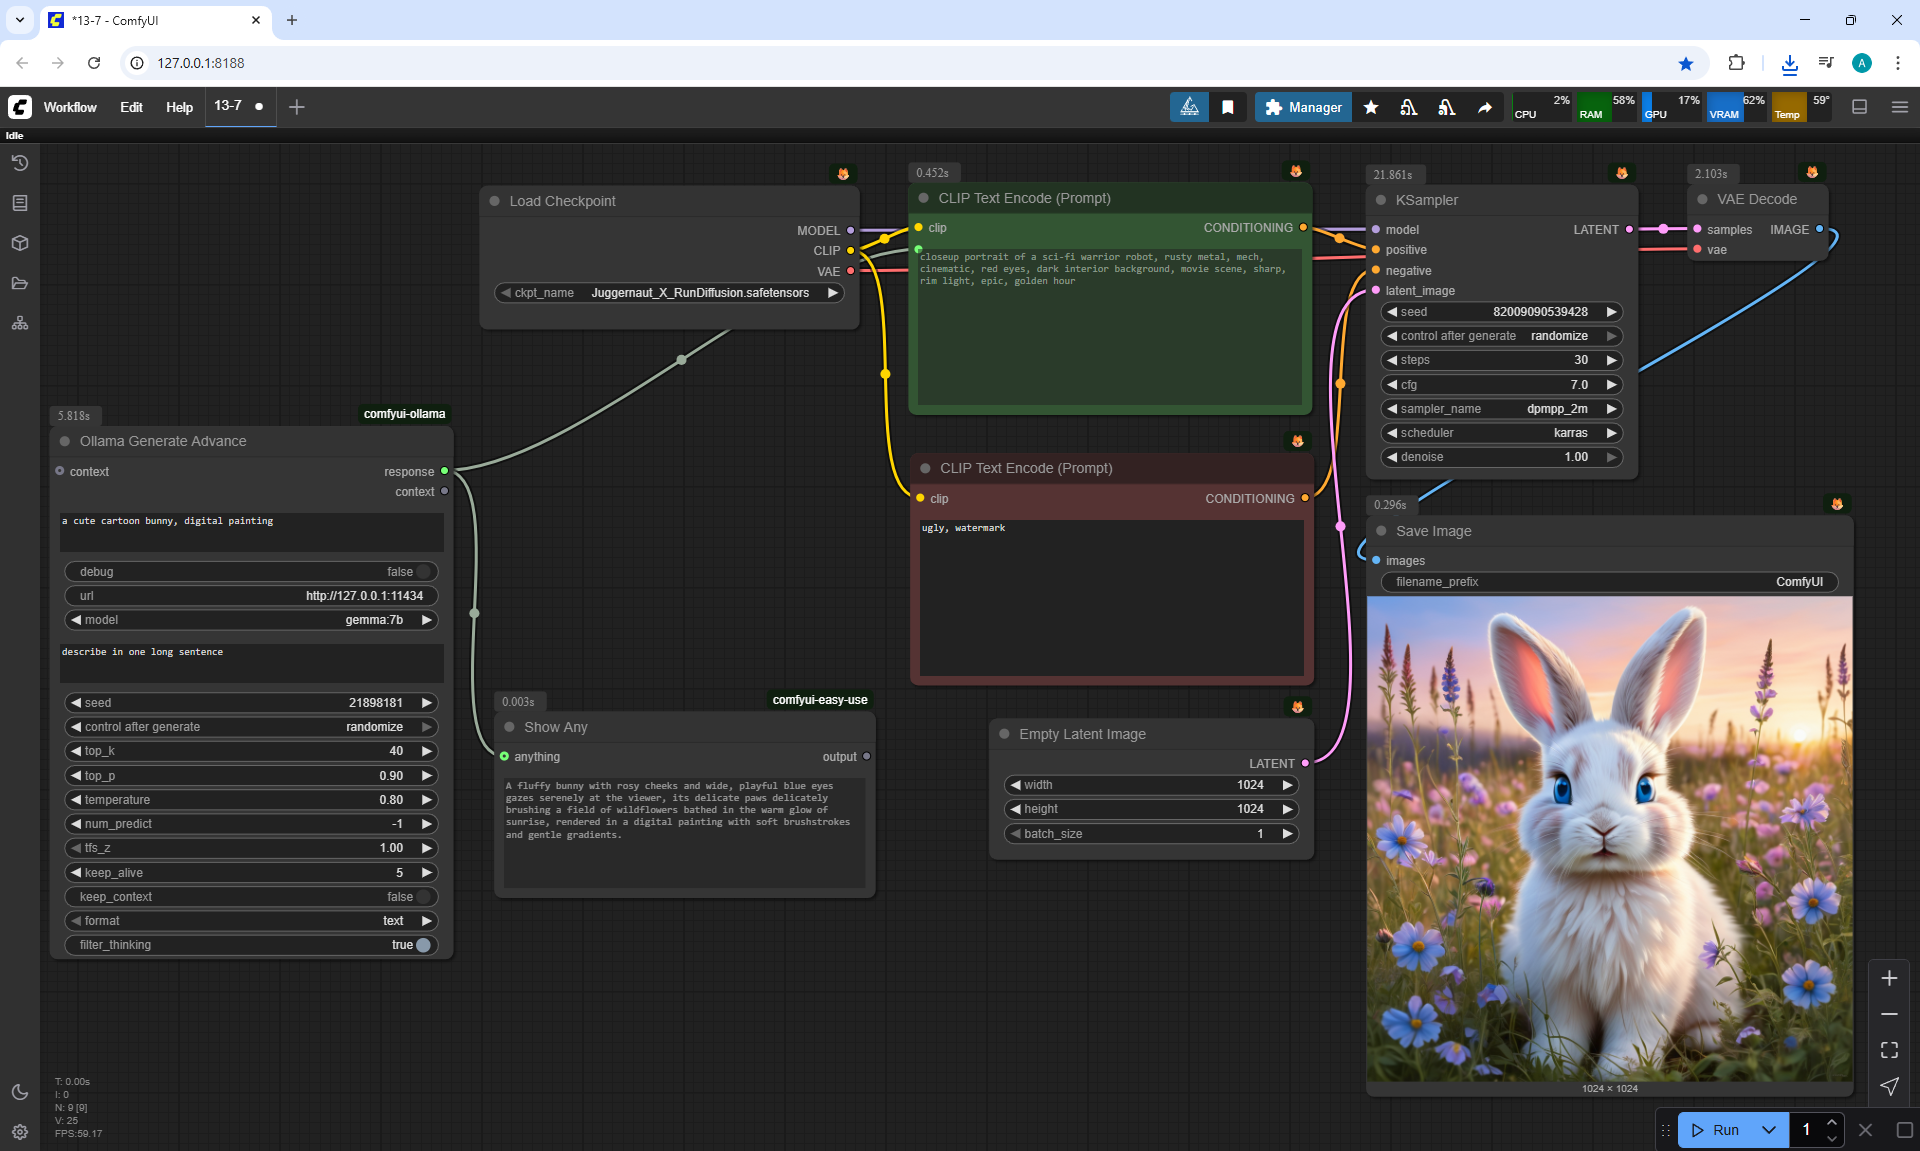 *13-7 - ComfyUI
127.0.0.1:8188
Workflow Edit Help 13-7
Manager
CPU 2% RAM 58% GPU 17% VRAM 62% Temp 59°
Idle
Load Checkpoint
MODEL
CLIP
VAE
ckpt_name Juggernaut_X_RunDiffusion.safetensors
0.452s
CLIP Text Encode (Prompt)
clip CONDITIONING
closeup portrait of a sci-fi warrior robot, rusty metal, mech,
cinematic, red eyes, dark interior background, movie scene, sharp,
rim light, epic, golden hour
21.861s
KSampler
model LATENT
positive
negative
latent_image
seed 82009090539428
control after generate randomize
steps 30
cfg 7.0
sampler_name dpmpp_2m
scheduler karras
denoise 1.00
2.103s
VAE Decode
samples IMAGE
vae
5.818s
comfyui-ollama
Ollama Generate Advance
context response
context
a cute cartoon bunny, digital painting
debug false
url http://127.0.0.1:11434
model gemma:7b
describe in one long sentence
seed 21898181
control after generate randomize
top_k 40
top_p 0.90
temperature 0.80
num_predict -1
tfs_z 1.00
keep_alive 5
keep_context false
format text
filter_thinking true
CLIP Text Encode (Prompt)
clip CONDITIONING
ugly, watermark
0.003s
comfyui-easy-use
Show Any
anything output
A fluffy bunny with rosy cheeks and wide, playful blue eyes
gazes serenely at the viewer, its delicate paws delicately
brushing a field of wildflowers bathed in the warm glow of
sunrise, rendered in a digital painting with soft brushstrokes
and gentle gradients.
Empty Latent Image
LATENT
width 1024
height 1024
batch_size 1
0.296s
Save Image
images
filename_prefix ComfyUI
1024 × 1024
T: 0.00s
I: 0
N: 9 [9]
V: 25
FPS:59.17
Run 1
A